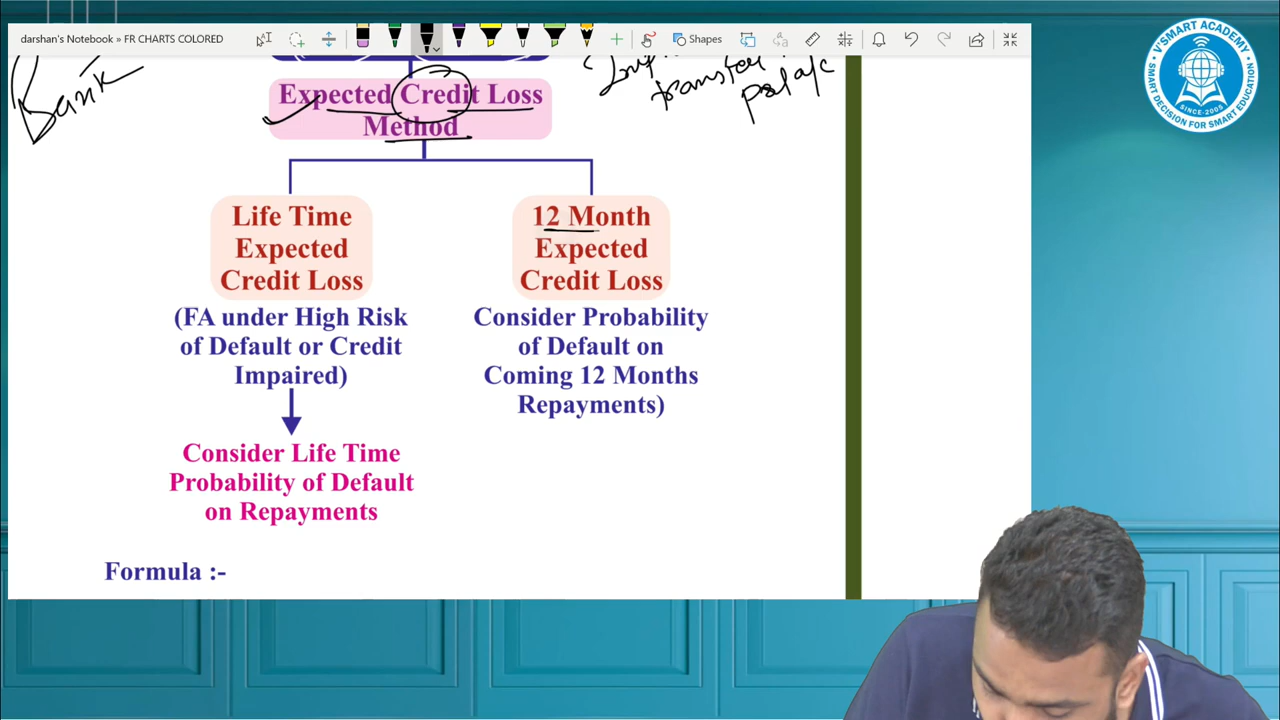 darshan's Notebook » FR CHARTS COLORED
Shapes
V'SMART ACADEMY
SMART DECISION FOR SMART EDUCATION
SINCE-2005
Bank
transfer
p&l a/c
Expected Credit Loss
Method
Life Time
Expected
Credit Loss
(FA under High Risk
of Default or Credit
Impaired)
Consider Life Time
Probability of Default
on Repayments
12 Month
Expected
Credit Loss
Consider Probability
of Default on
Coming 12 Months
Repayments)
Formula :-